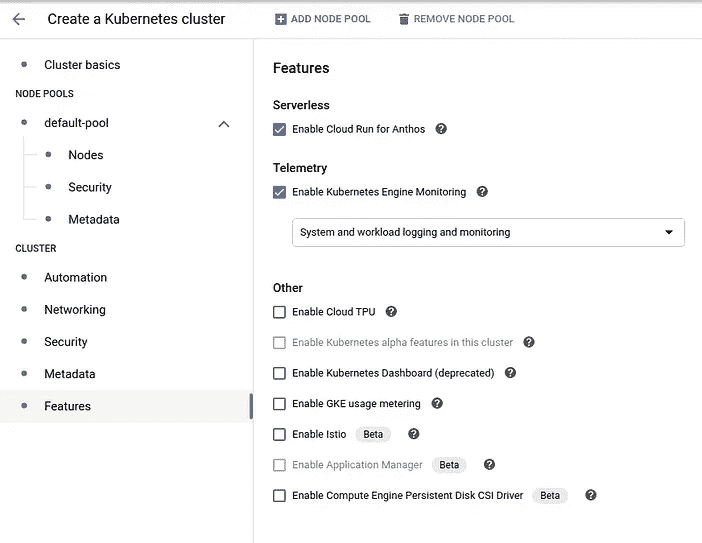 Create a Kubernetes cluster
ADD NODE POOL
REMOVE NODE POOL
Cluster basics
NODE POOLS
default-pool
Nodes
Security
Metadata
CLUSTER
Automation
Networking
Security
Metadata
Features
Features
Serverless
Enable Cloud Run for Anthos
Telemetry
Enable Kubernetes Engine Monitoring
System and workload logging and monitoring
Other
Enable Cloud TPU
Enable Kubernetes alpha features in this cluster
Enable Kubernetes Dashboard (deprecated)
Enable GKE usage metering
Enable Istio Beta
Enable Application Manager Beta
Enable Compute Engine Persistent Disk CSI Driver Beta